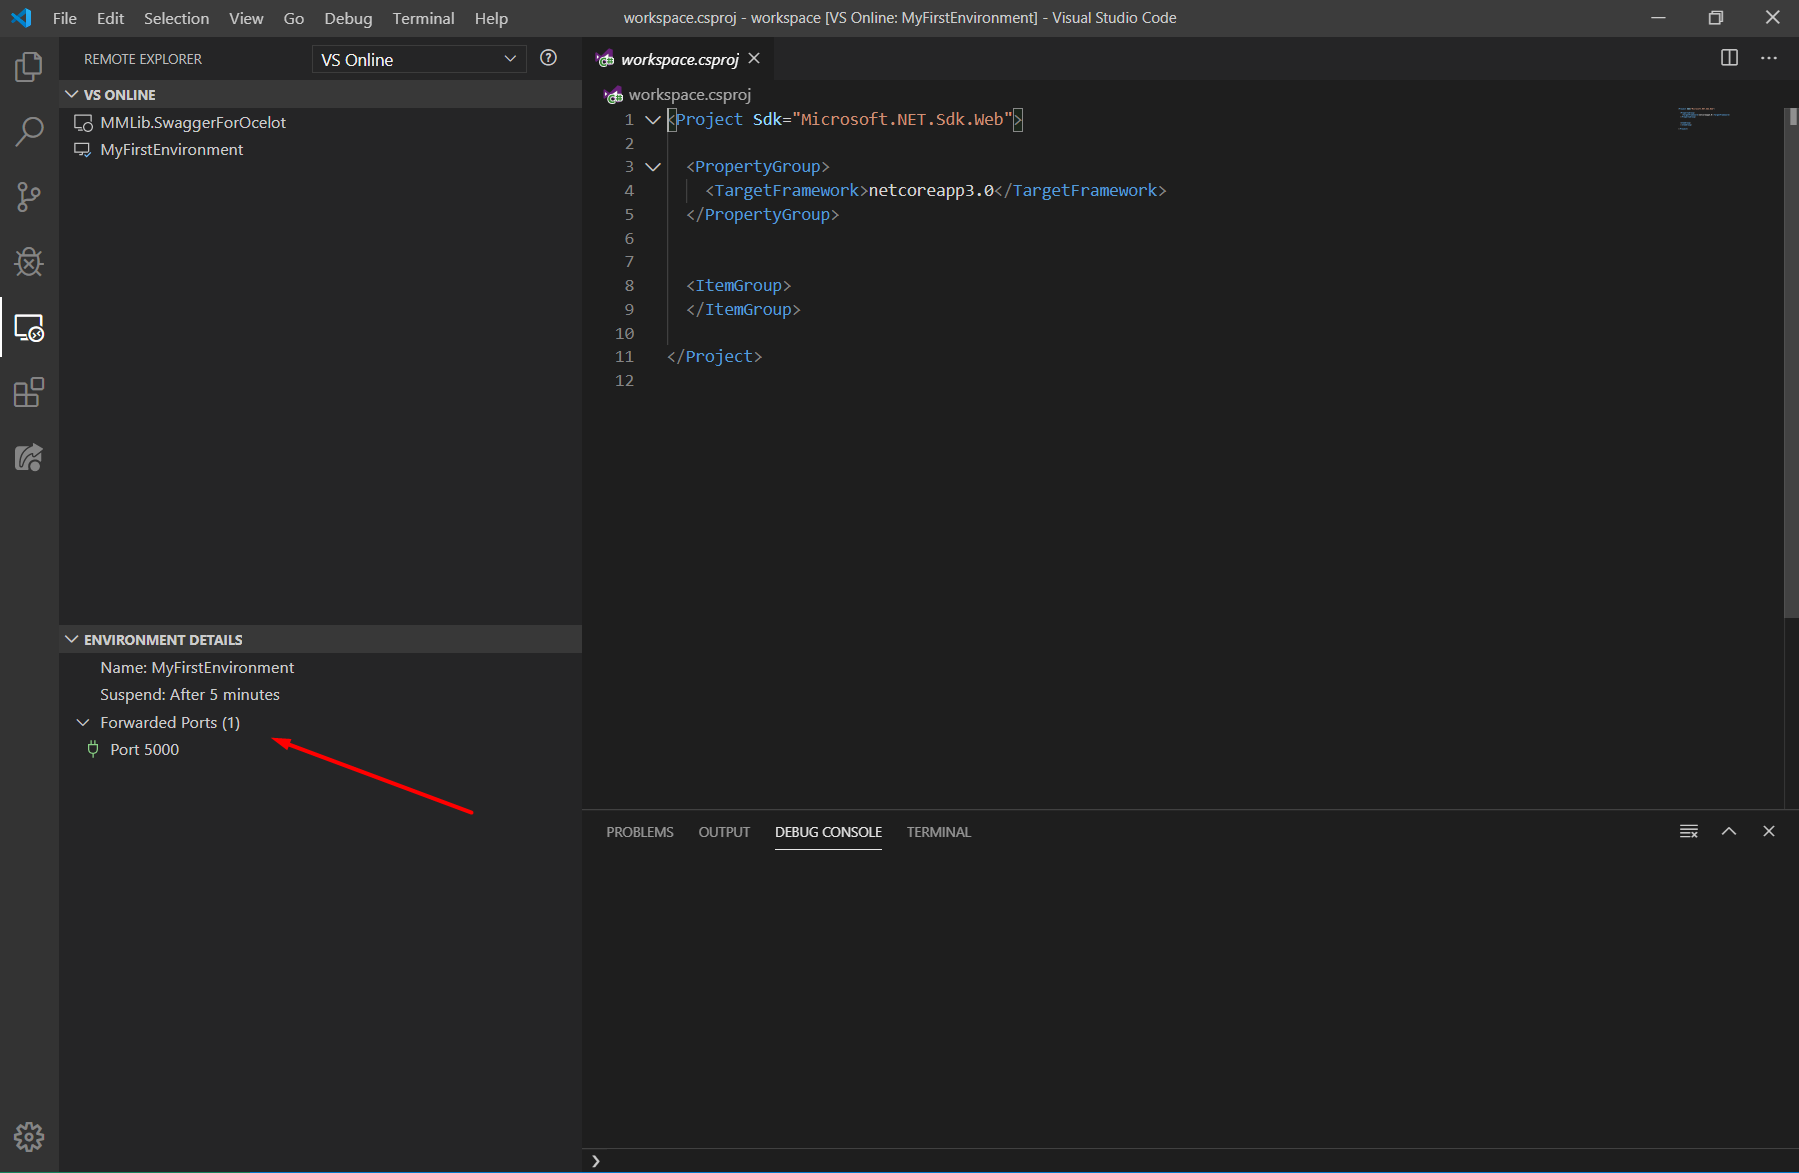 File Edit Selection View Go Debug Terminal Help
workspace.csproj - workspace [VS Online: MyFirstEnvironment] - Visual Studio Code
REMOTE EXPLORER
VS Online
VS ONLINE
MMLib.SwaggerForOcelot
MyFirstEnvironment
ENVIRONMENT DETAILS
Name: MyFirstEnvironment
Suspend: After 5 minutes
Forwarded Ports (1)
Port 5000
workspace.csproj
workspace.csproj
1 <Project Sdk="Microsoft.NET.Sdk.Web">
2
3 <PropertyGroup>
4 <TargetFramework>netcoreapp3.0</TargetFramework>
5 </PropertyGroup>
6
7
8 <ItemGroup>
9 </ItemGroup>
10
11 </Project>
12
PROBLEMS OUTPUT DEBUG CONSOLE TERMINAL